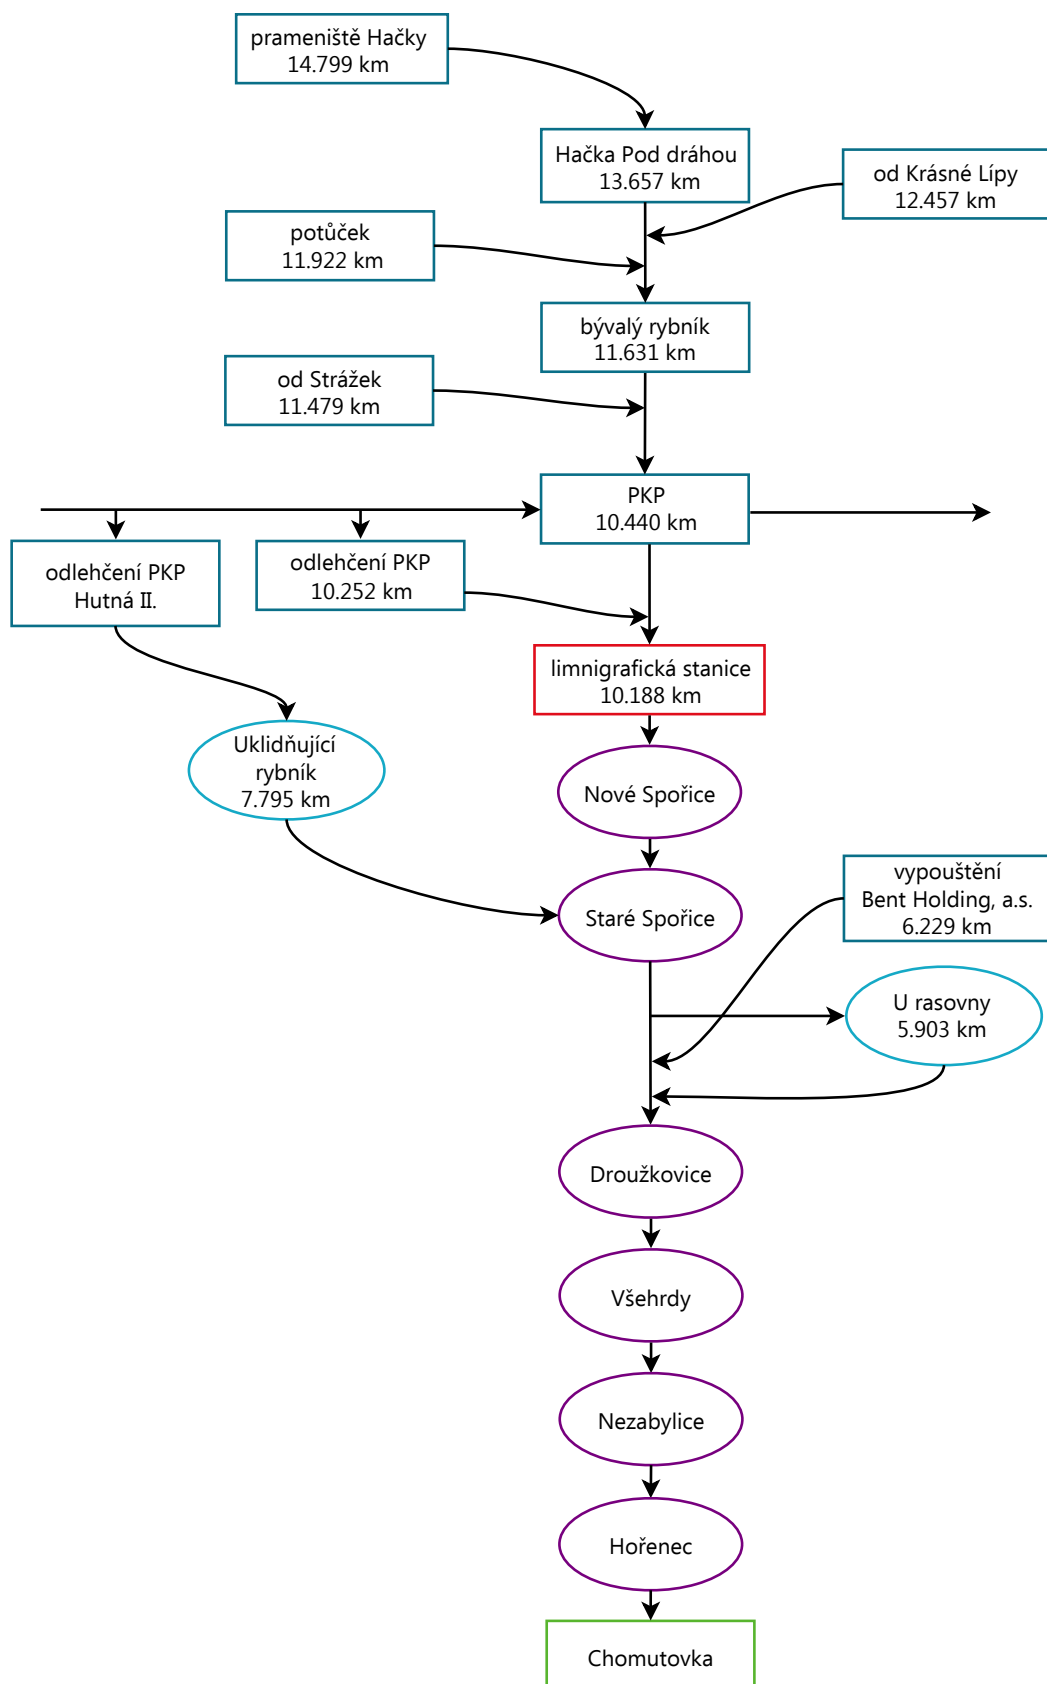 prameniště Hačky
14.799 km
Hačka Pod dráhou
13.657 km
od Krásné Lípy
12.457 km
potůček
11.922 km
bývalý rybník
11.631 km
od Strážek
11.479 km
PKP
10.440 km
odlehčení PKP
Hutná II.
odlehčení PKP
10.252 km
limnigrafická stanice
10.188 km
Uklidňující
rybník
7.795 km
Nové Spořice
Staré Spořice
vypouštění
Bent Holding, a.s.
6.229 km
U rasovny
5.903 km
Droužkovice
Všehrdy
Nezabylice
Hořenec
Chomutovka